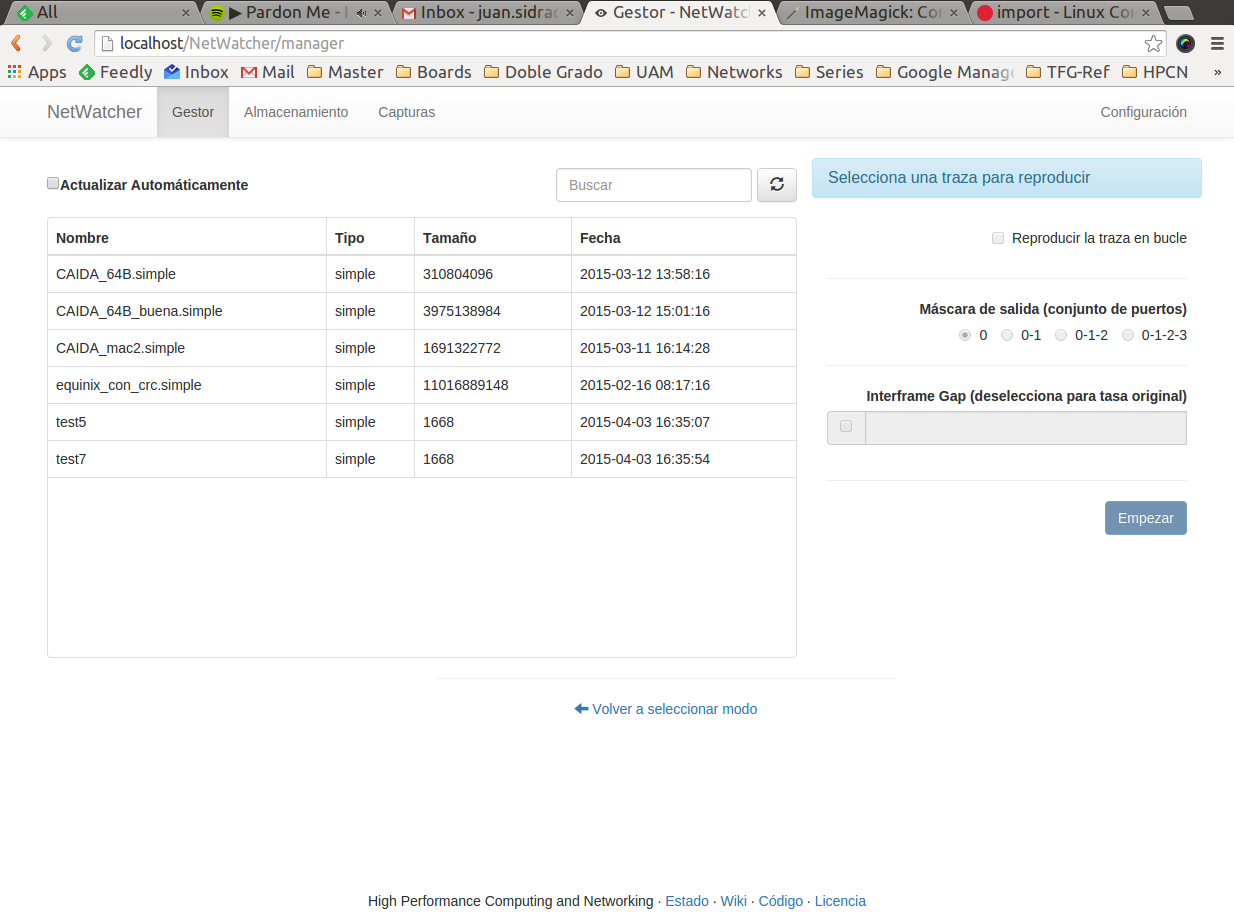 All Pardon Me - Inbox - juan.sidra Gestor - NetWatc ImageMagick: Co import - Linux Co
localhost/NetWatcher/manager
Apps Feedly Inbox Mail Master Boards Doble Grado UAM Networks Series Google Manag TFG-Ref HPCN »
NetWatcher Gestor Almacenamiento Capturas Configuración
Selecciona una traza para reproducir
Actualizar Automáticamente Buscar
Nombre Tipo Tamaño Fecha
CAIDA_64B.simple simple 310804096 2015-03-12 13:58:16
CAIDA_64B_buena.simple simple 3975138984 2015-03-12 15:01:16
CAIDA_mac2.simple simple 1691322772 2015-03-11 16:14:28
equinix_con_crc.simple simple 11016889148 2015-02-16 08:17:16
test5 simple 1668 2015-04-03 16:35:07
test7 simple 1668 2015-04-03 16:35:54
Reproducir la traza en bucle
Máscara de salida (conjunto de puertos)
0 0-1 0-1-2 0-1-2-3
Interframe Gap (deselecciona para tasa original)
Empezar
Volver a seleccionar modo
High Performance Computing and Networking · Estado · Wiki · Código · Licencia